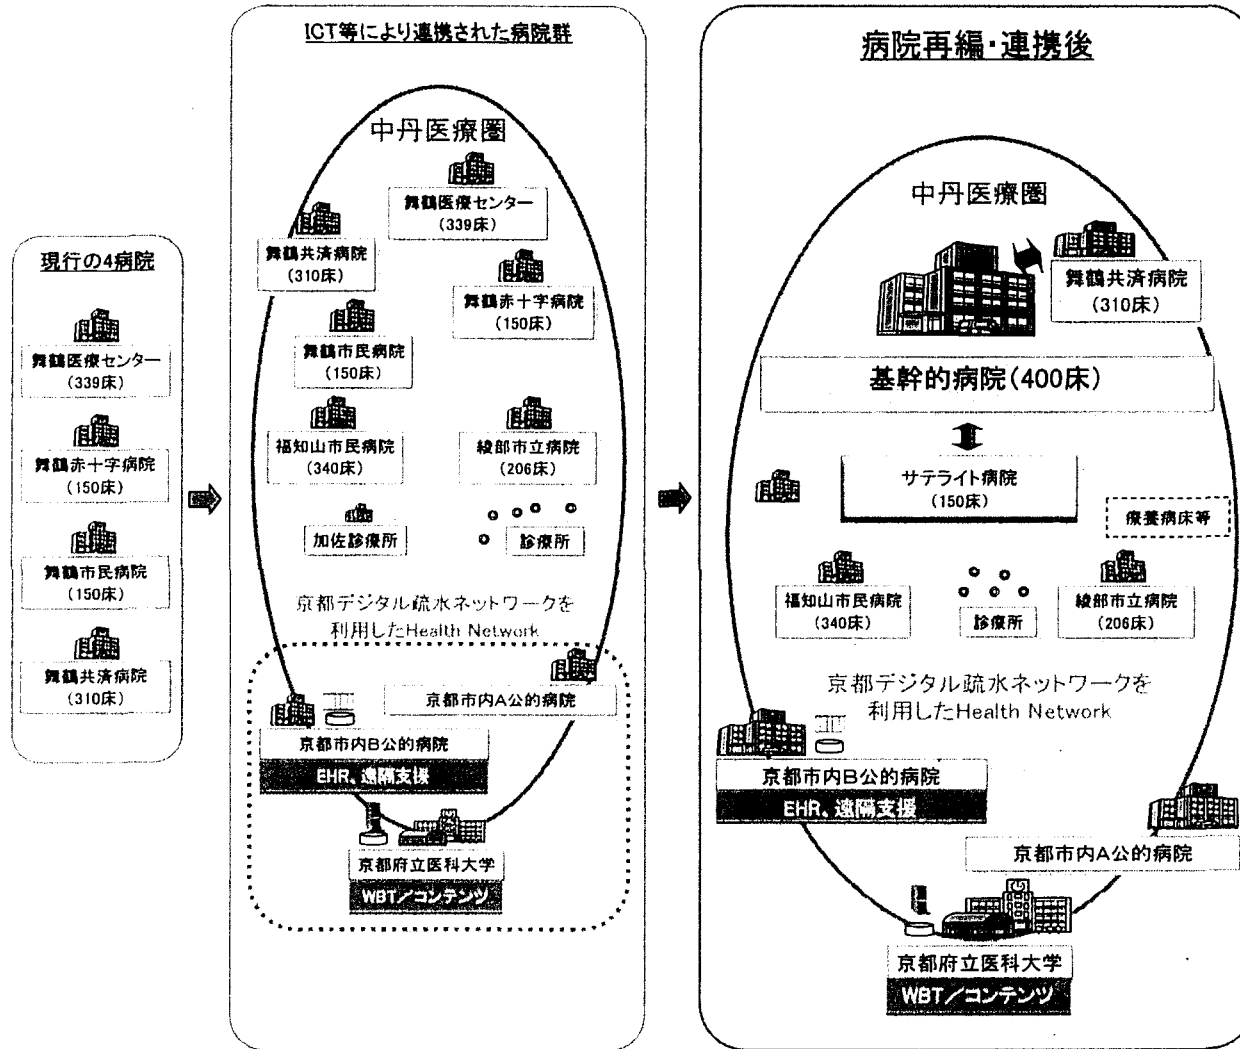 現行の4病院
舞鶴医療センター
(339床)
舞鶴赤十字病院
(150床)
舞鶴市民病院
(150床)
舞鶴共済病院
(310床)
ICT等により連携された病院群
中丹医療圏
舞鶴医療センター
(339床)
舞鶴共済病院
(310床)
舞鶴赤十字病院
(150床)
舞鶴市民病院
(150床)
福知山市民病院
(340床)
綾部市立病院
(206床)
加佐診療所
診療所
京都デジタル疏水ネットワークを
利用したHealth Network
京都市内A公的病院
京都市内B公的病院
EHR、遠隔支援
京都府立医科大学
WBT／コンテンツ
病院再編・連携後
中丹医療圏
舞鶴共済病院
(310床)
基幹的病院(400床)
サテライト病院
(150床)
療養病床等
福知山市民病院
(340床)
診療所
綾部市立病院
(206床)
京都デジタル疏水ネットワークを
利用したHealth Network
京都市内B公的病院
EHR、遠隔支援
京都市内A公的病院
京都府立医科大学
WBT／コンテンツ